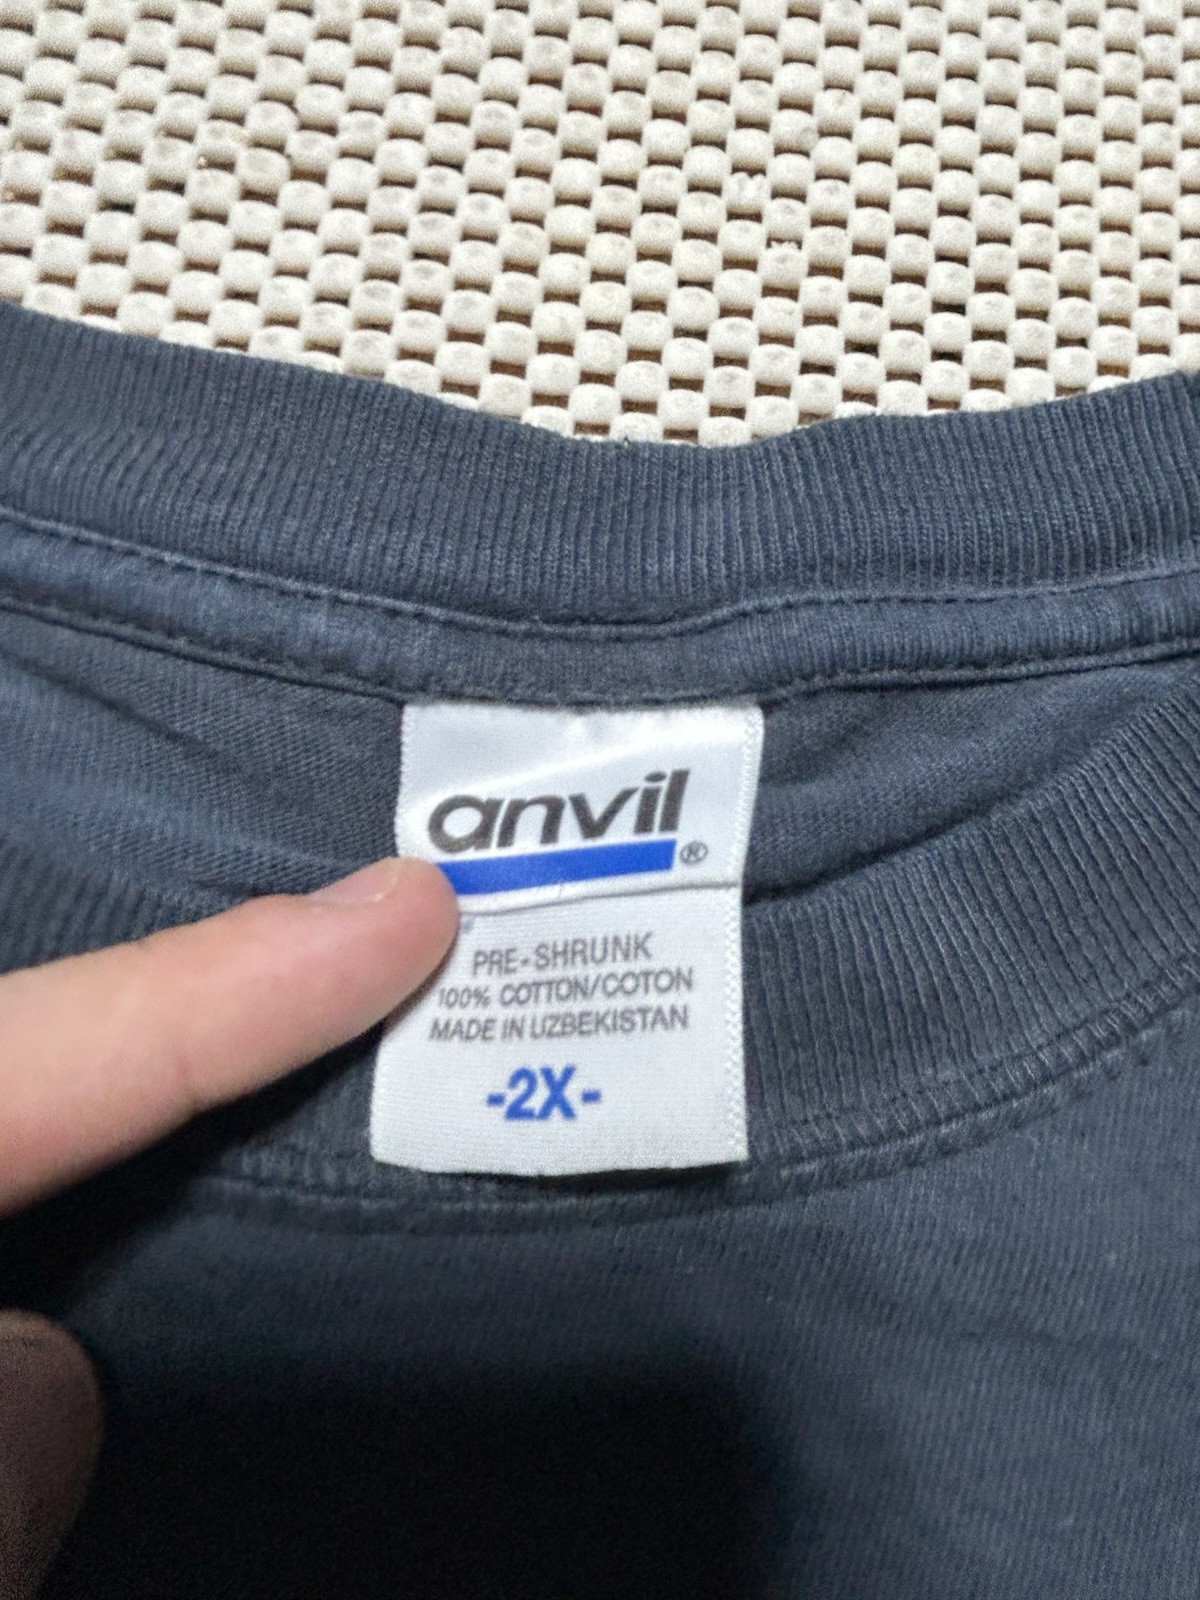 anvil®
PRE-SHRUNK
100% COTTON/COTON
MADE IN UZBEKISTAN
-2X-